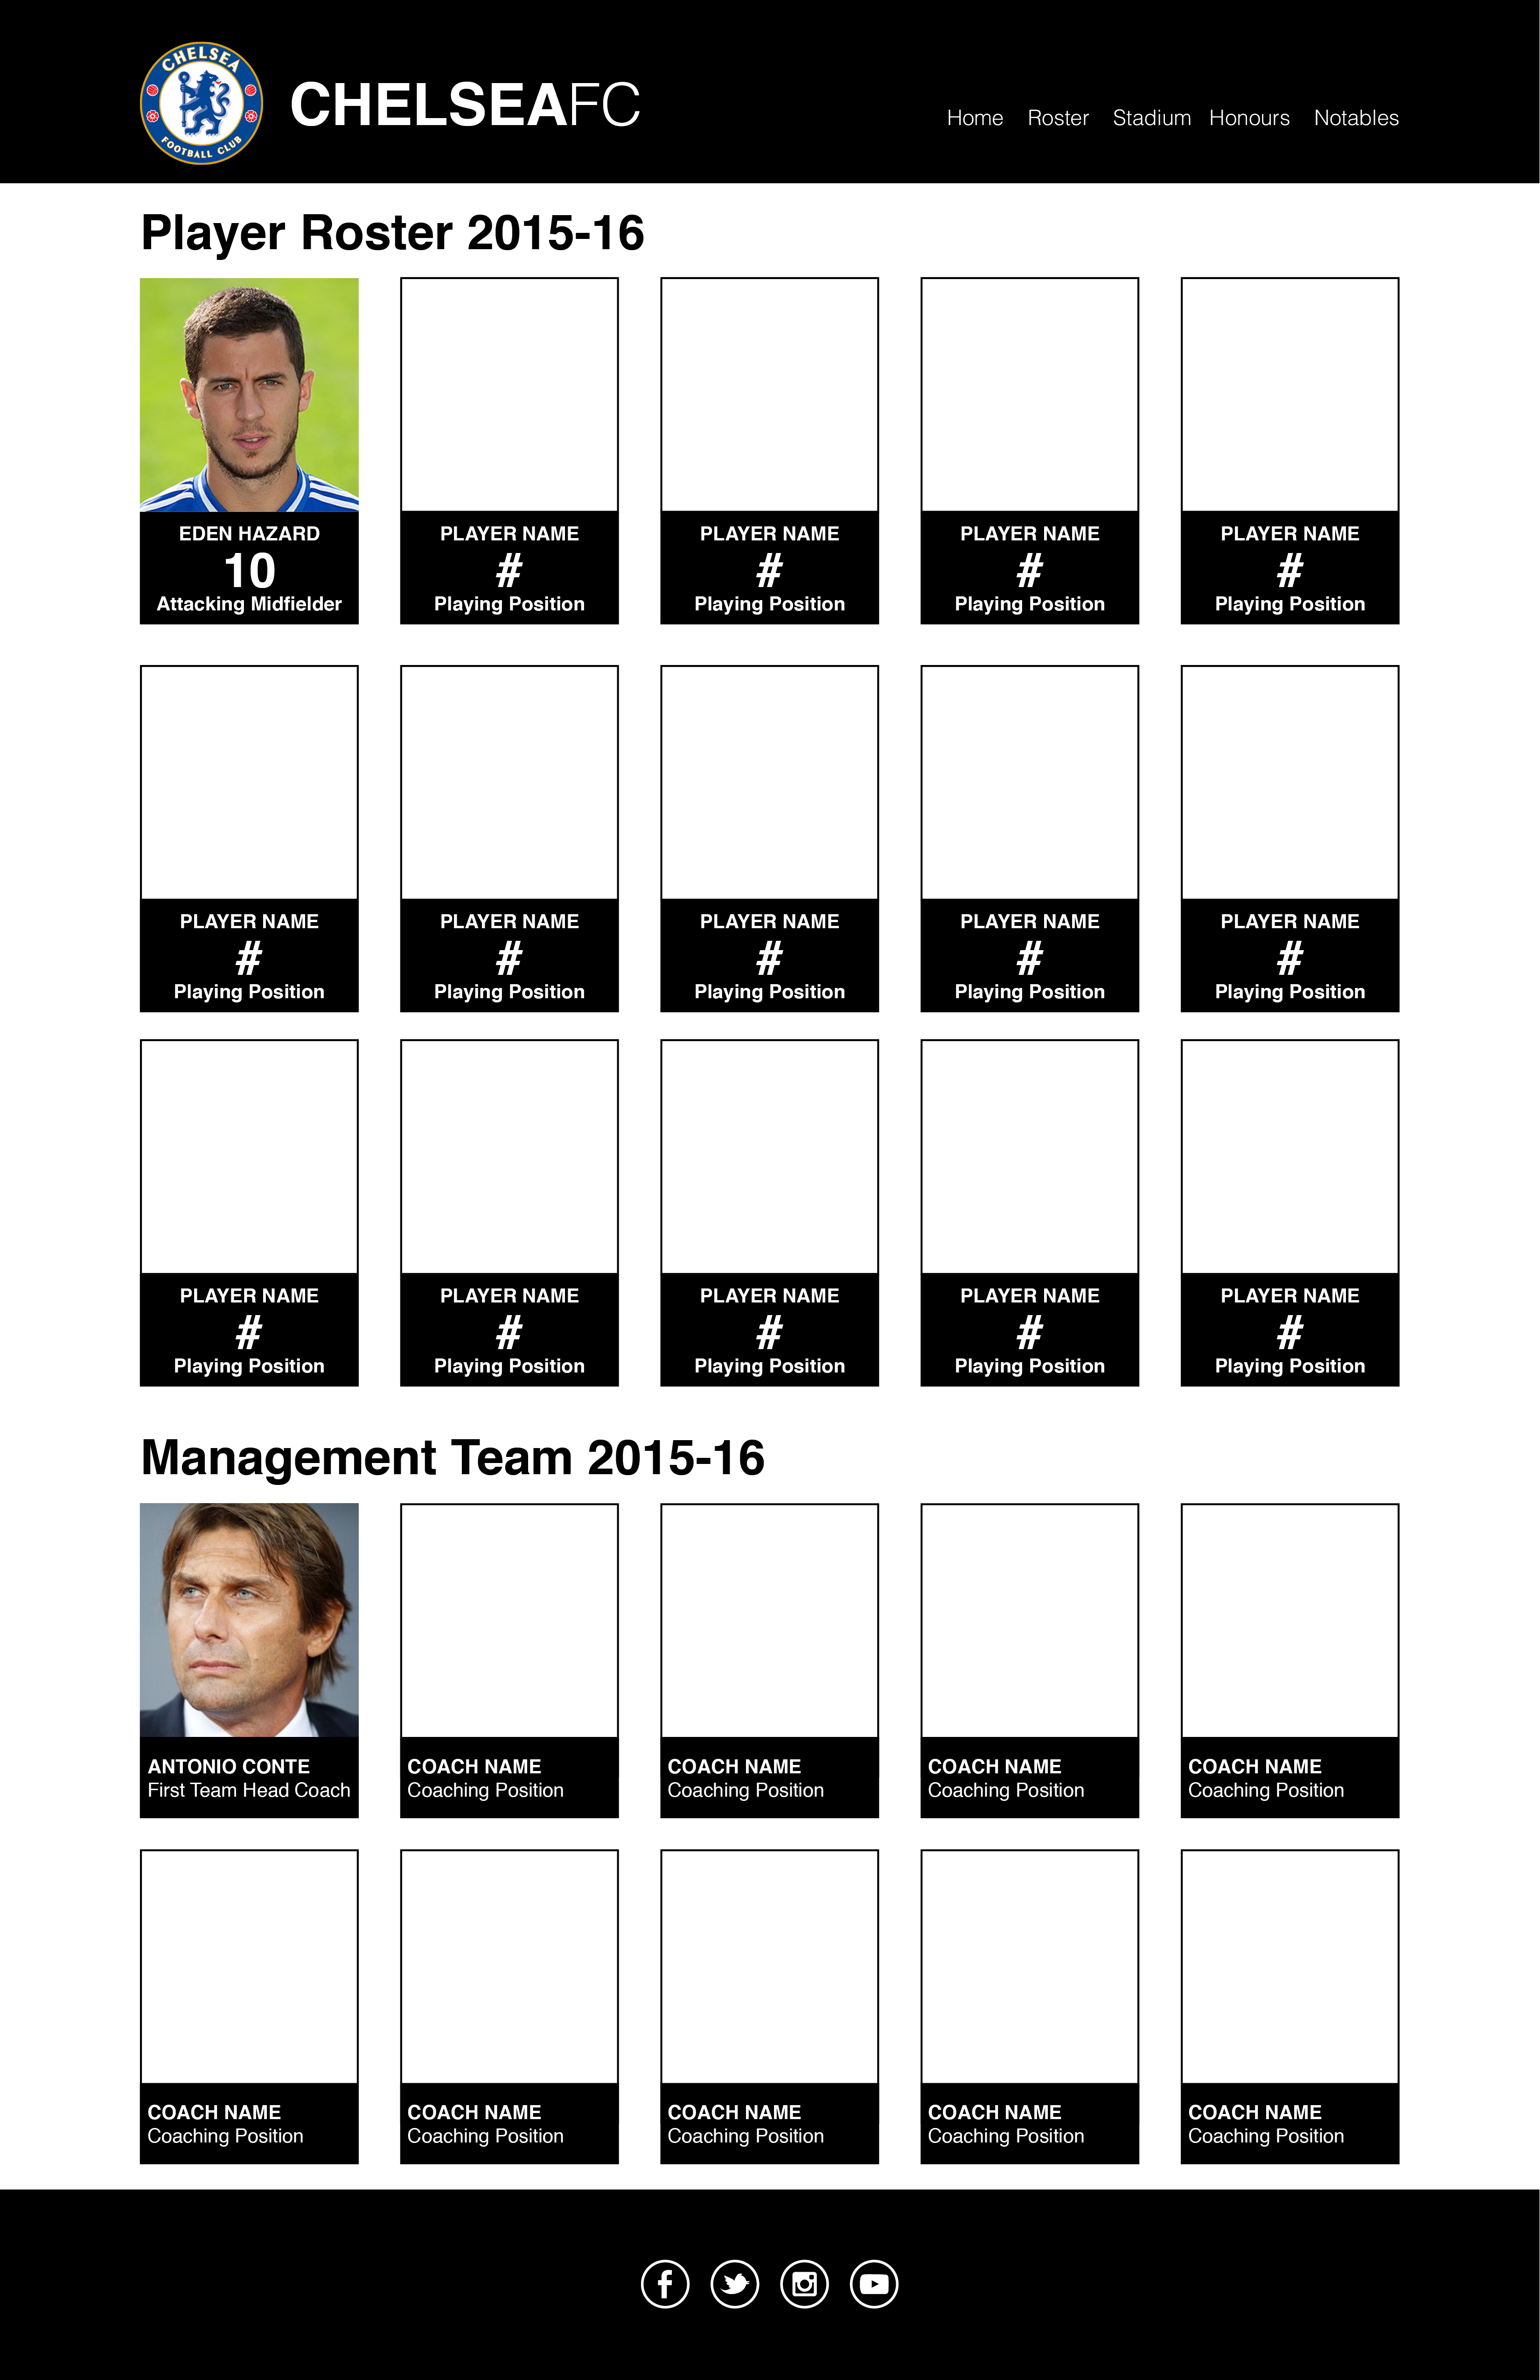 CHELSEA
FOOTBALL CLUB
CHELSEAFC
Home Roster Stadium Honours Notables
Player Roster 2015-16
EDEN HAZARD
10
Attacking Midfielder
PLAYER NAME
#
Playing Position
PLAYER NAME
#
Playing Position
PLAYER NAME
#
Playing Position
PLAYER NAME
#
Playing Position
PLAYER NAME
#
Playing Position
PLAYER NAME
#
Playing Position
PLAYER NAME
#
Playing Position
PLAYER NAME
#
Playing Position
PLAYER NAME
#
Playing Position
PLAYER NAME
#
Playing Position
PLAYER NAME
#
Playing Position
PLAYER NAME
#
Playing Position
PLAYER NAME
#
Playing Position
PLAYER NAME
#
Playing Position
Management Team 2015-16
ANTONIO CONTE
First Team Head Coach
COACH NAME
Coaching Position
COACH NAME
Coaching Position
COACH NAME
Coaching Position
COACH NAME
Coaching Position
COACH NAME
Coaching Position
COACH NAME
Coaching Position
COACH NAME
Coaching Position
COACH NAME
Coaching Position
COACH NAME
Coaching Position